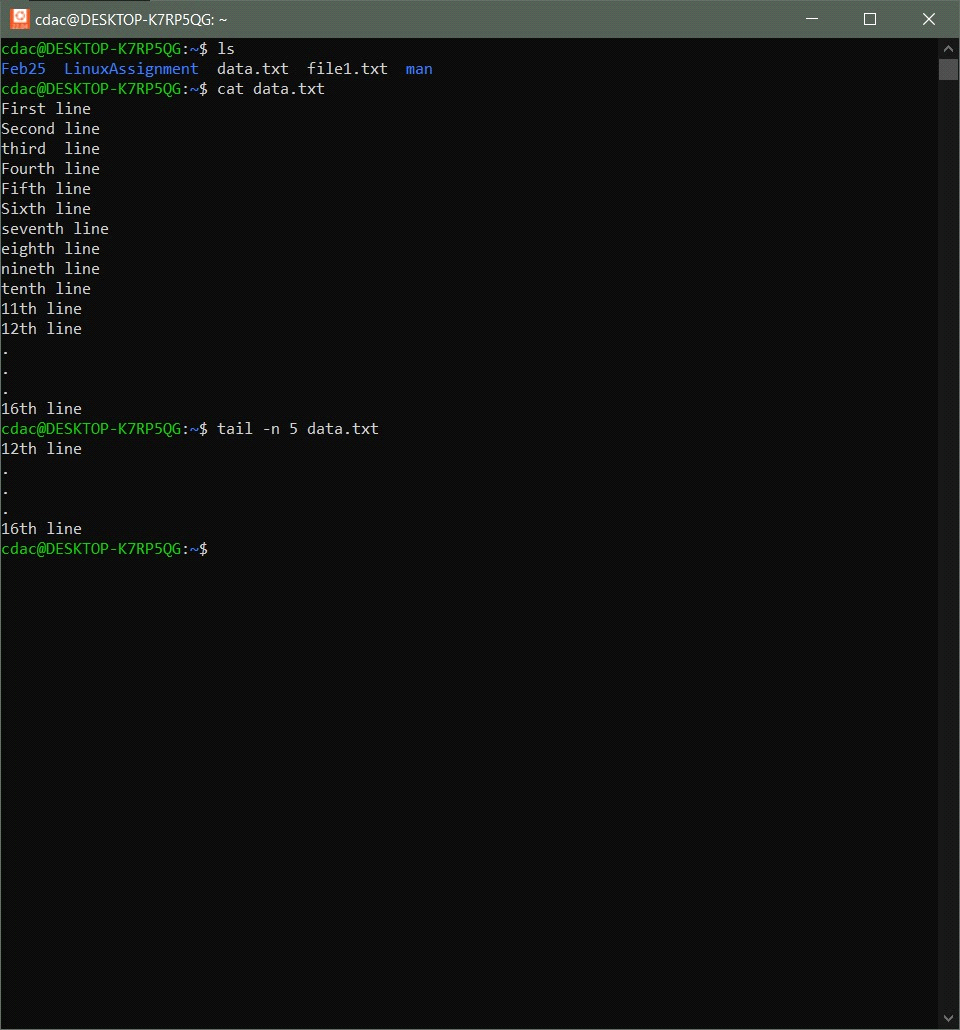 cdac@DESKTOP-K7RP5QG: ~
cdac@DESKTOP-K7RP5QG:~$ ls
Feb25  LinuxAssignment  data.txt  file1.txt  man
cdac@DESKTOP-K7RP5QG:~$ cat data.txt
First line
Second line
third  line
Fourth line
Fifth line
Sixth line
seventh line
eighth line
nineth line
tenth line
11th line
12th line
.
.
.
16th line
cdac@DESKTOP-K7RP5QG:~$ tail -n 5 data.txt
12th line
.
.
.
16th line
cdac@DESKTOP-K7RP5QG:~$